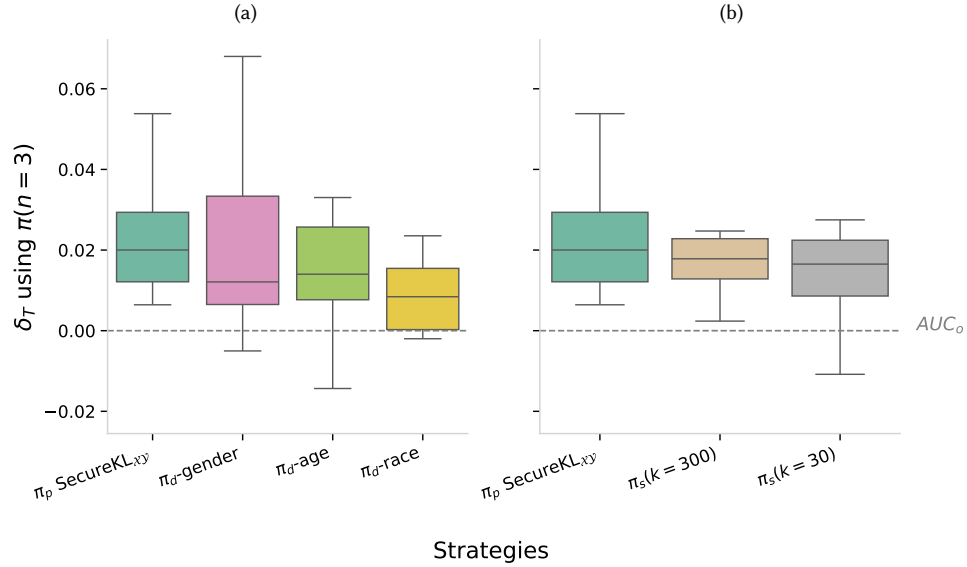 (a)
(b)
δ_T using π(n = 3)
0.06
0.04
0.02
0.00
−0.02
AUC_o
π_p SecureKL_xy
π_d-gender
π_d-age
π_d-race
π_p SecureKL_xy
π_s(k = 300)
π_s(k = 30)
Strategies